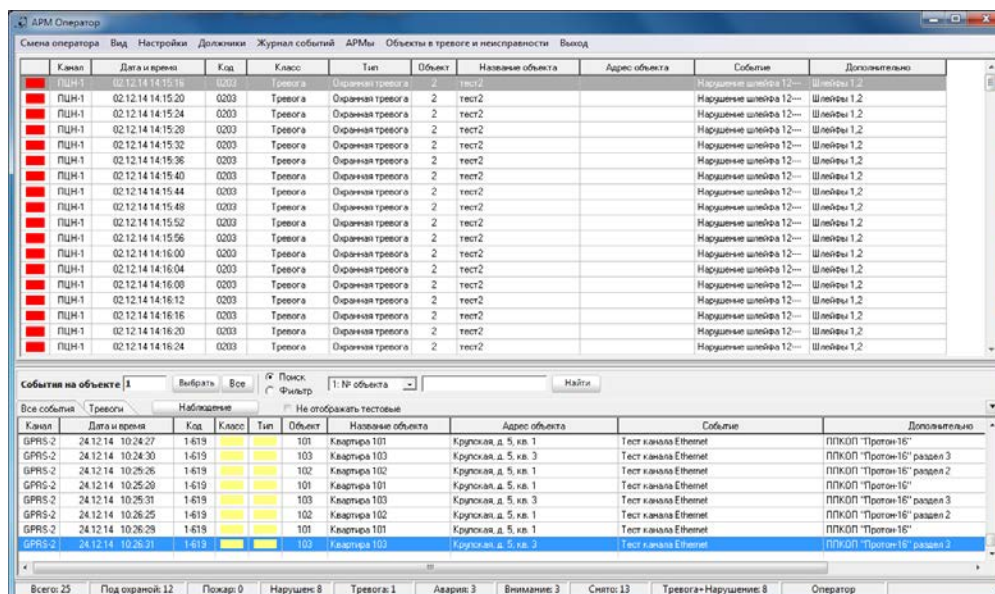 АРМ Оператор
Смена оператора Вид Настройки Должники Журнал событий АРМы Объекты в тревоге и неисправности Выход
Канал Дата и время Код Класс Тип Объект Название объекта Адрес объекта Событие Дополнительно
ПЦН-1 02.12.14 14:15:16 0203 Тревога Охранная тревога 2 тест2 Нарушение шлейфа 12---- Шлейфы 1,2
ПЦН-1 02.12.14 14:15:20 0203 Тревога Охранная тревога 2 тест2 Нарушение шлейфа 12---- Шлейфы 1,2
ПЦН-1 02.12.14 14:15:24 0203 Тревога Охранная тревога 2 тест2 Нарушение шлейфа 12---- Шлейфы 1,2
ПЦН-1 02.12.14 14:15:28 0203 Тревога Охранная тревога 2 тест2 Нарушение шлейфа 12---- Шлейфы 1,2
ПЦН-1 02.12.14 14:15:32 0203 Тревога Охранная тревога 2 тест2 Нарушение шлейфа 12---- Шлейфы 1,2
ПЦН-1 02.12.14 14:15:36 0203 Тревога Охранная тревога 2 тест2 Нарушение шлейфа 12---- Шлейфы 1,2
ПЦН-1 02.12.14 14:15:40 0203 Тревога Охранная тревога 2 тест2 Нарушение шлейфа 12---- Шлейфы 1,2
ПЦН-1 02.12.14 14:15:44 0203 Тревога Охранная тревога 2 тест2 Нарушение шлейфа 12---- Шлейфы 1,2
ПЦН-1 02.12.14 14:15:48 0203 Тревога Охранная тревога 2 тест2 Нарушение шлейфа 12---- Шлейфы 1,2
ПЦН-1 02.12.14 14:15:52 0203 Тревога Охранная тревога 2 тест2 Нарушение шлейфа 12---- Шлейфы 1,2
ПЦН-1 02.12.14 14:15:56 0203 Тревога Охранная тревога 2 тест2 Нарушение шлейфа 12---- Шлейфы 1,2
ПЦН-1 02.12.14 14:16:00 0203 Тревога Охранная тревога 2 тест2 Нарушение шлейфа 12---- Шлейфы 1,2
ПЦН-1 02.12.14 14:16:04 0203 Тревога Охранная тревога 2 тест2 Нарушение шлейфа 12---- Шлейфы 1,2
ПЦН-1 02.12.14 14:16:08 0203 Тревога Охранная тревога 2 тест2 Нарушение шлейфа 12---- Шлейфы 1,2
ПЦН-1 02.12.14 14:16:12 0203 Тревога Охранная тревога 2 тест2 Нарушение шлейфа 12---- Шлейфы 1,2
ПЦН-1 02.12.14 14:16:16 0203 Тревога Охранная тревога 2 тест2 Нарушение шлейфа 12---- Шлейфы 1,2
ПЦН-1 02.12.14 14:16:20 0203 Тревога Охранная тревога 2 тест2 Нарушение шлейфа 12---- Шлейфы 1,2
ПЦН-1 02.12.14 14:16:24 0203 Тревога Охранная тревога 2 тест2 Нарушение шлейфа 12---- Шлейфы 1,2
События на объекте 1 Выбрать Все Поиск 1: № объекта Найти
Фильтр
Все события Тревоги Наблюдение Не отображать тестовые
Канал Дата и время Код Класс Тип Объект Название объекта Адрес объекта Событие Дополнительно
GPRS-2 24.12.14 10:24:27 1-619 101 Квартира 101 Крупская, д. 5, кв. 1 Тест канала Ethernet ППКОП "Протон-16"
GPRS-2 24.12.14 10:24:30 1-619 103 Квартира 103 Крупская, д. 5, кв. 3 Тест канала Ethernet ППКОП "Протон-16" раздел 3
GPRS-2 24.12.14 10:25:26 1-619 102 Квартира 102 Крупская, д. 5, кв. 1 Тест канала Ethernet ППКОП "Протон-16" раздел 2
GPRS-2 24.12.14 10:25:28 1-619 101 Квартира 101 Крупская, д. 5, кв. 1 Тест канала Ethernet ППКОП "Протон-16"
GPRS-2 24.12.14 10:25:31 1-619 103 Квартира 103 Крупская, д. 5, кв. 3 Тест канала Ethernet ППКОП "Протон-16" раздел 3
GPRS-2 24.12.14 10:26:25 1-619 102 Квартира 102 Крупская, д. 5, кв. 1 Тест канала Ethernet ППКОП "Протон-16" раздел 2
GPRS-2 24.12.14 10:26:29 1-619 101 Квартира 101 Крупская, д. 5, кв. 1 Тест канала Ethernet ППКОП "Протон-16"
GPRS-2 24.12.14 10:26:31 1-619 103 Квартира 103 Крупская, д. 5, кв. 3 Тест канала Ethernet ППКОП "Протон-16" раздел 3
Всего: 25 Под охраной: 12 Пожар: 0 Нарушен: 8 Тревога: 1 Авария: 3 Внимание: 3 Снято: 13 Тревога+Нарушение: 8 Оператор